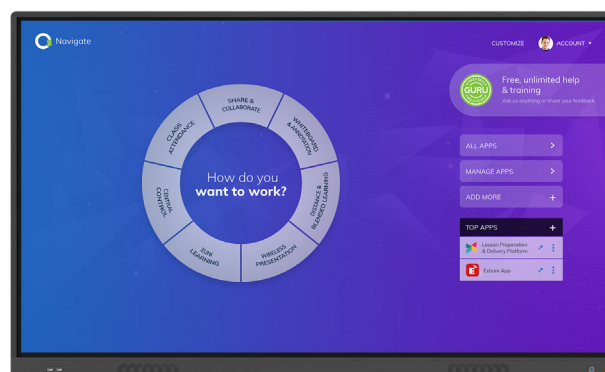 Navigate
CUSTOMIZE
ACCOUNT
GURU
Free, unlimited help
& training
Ask us anything or share your feedback.
SHARE &
COLLABORATE
WHITEBOARD
& ANNOTATION
DISTANCE &
BLENDED LEARNING
WIRELESS
PRESENTATION
ZUNI
LEARNING
CENTRAL
CONTROL
CLASS
ATTENDANCE
How do you
want to work?
ALL APPS
MANAGE APPS
ADD MORE
TOP APPS
Lesson Preparation
& Delivery Platform
Eshare App